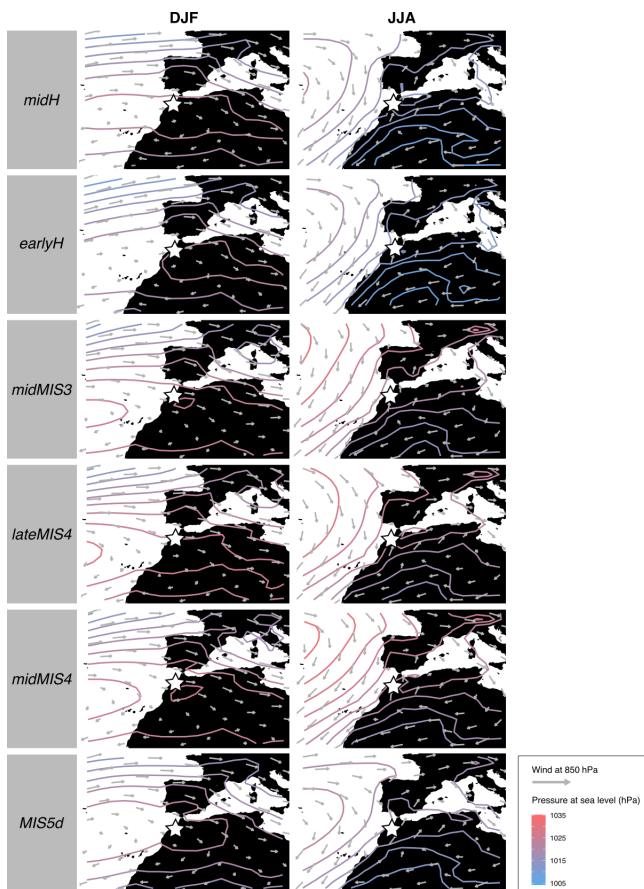 DJF
JJA
midH
earlyH
midMIS3
lateMIS4
midMIS4
MIS5d
Wind at 850 hPa
Pressure at sea level (hPa)
1035
1025
1015
1005